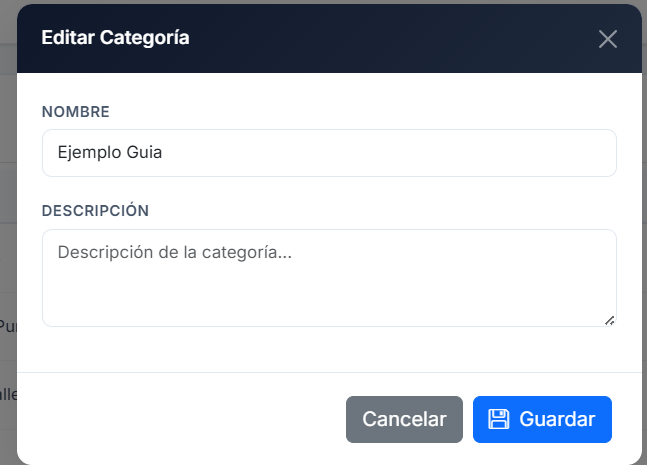 Editar Categoría
NOMBRE
Ejemplo Guia
DESCRIPCIÓN
Descripción de la categoría...
Cancelar
Guardar